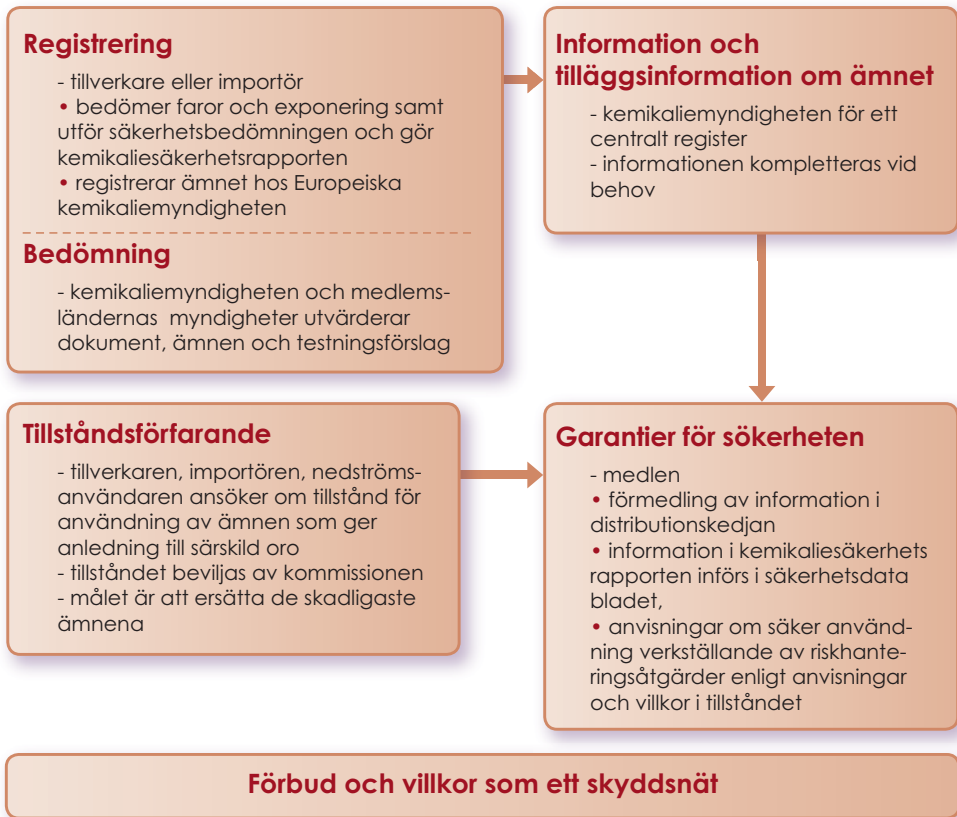 Registrering
- tillverkare eller importör
• bedömer faror och exponering samt
utför säkerhetsbedömningen och gör
kemikaliesäkerhetsrapporten
• registrerar ämnet hos Europeiska
kemikaliemyndigheten
Bedömning
- kemikaliemyndigheten och medlems-
ländernas myndigheter utvärderar
dokument, ämnen och testningsförslag
Information och
tilläggsinformation om ämnet
- kemikaliemyndigheten för ett
centralt register
- informationen kompletteras vid
behov
Tillståndsförfarande
- tillverkaren, importören, nedströms-
användaren ansöker om tillstånd för
användning av ämnen som ger
anledning till särskild oro
- tillståndet beviljas av kommissionen
- målet är att ersätta de skadligaste
ämnena
Garantier för sökerheten
- medlen
• förmedling av information i
distributionskedjan
• information i kemikaliesäkerhets
rapporten införs i säkerhetsdata
bladet,
• anvisningar om säker använd-
ning verkställande av riskhante-
ringsåtgärder enligt anvisningar
och villkor i tillståndet
Förbud och villkor som ett skyddsnät